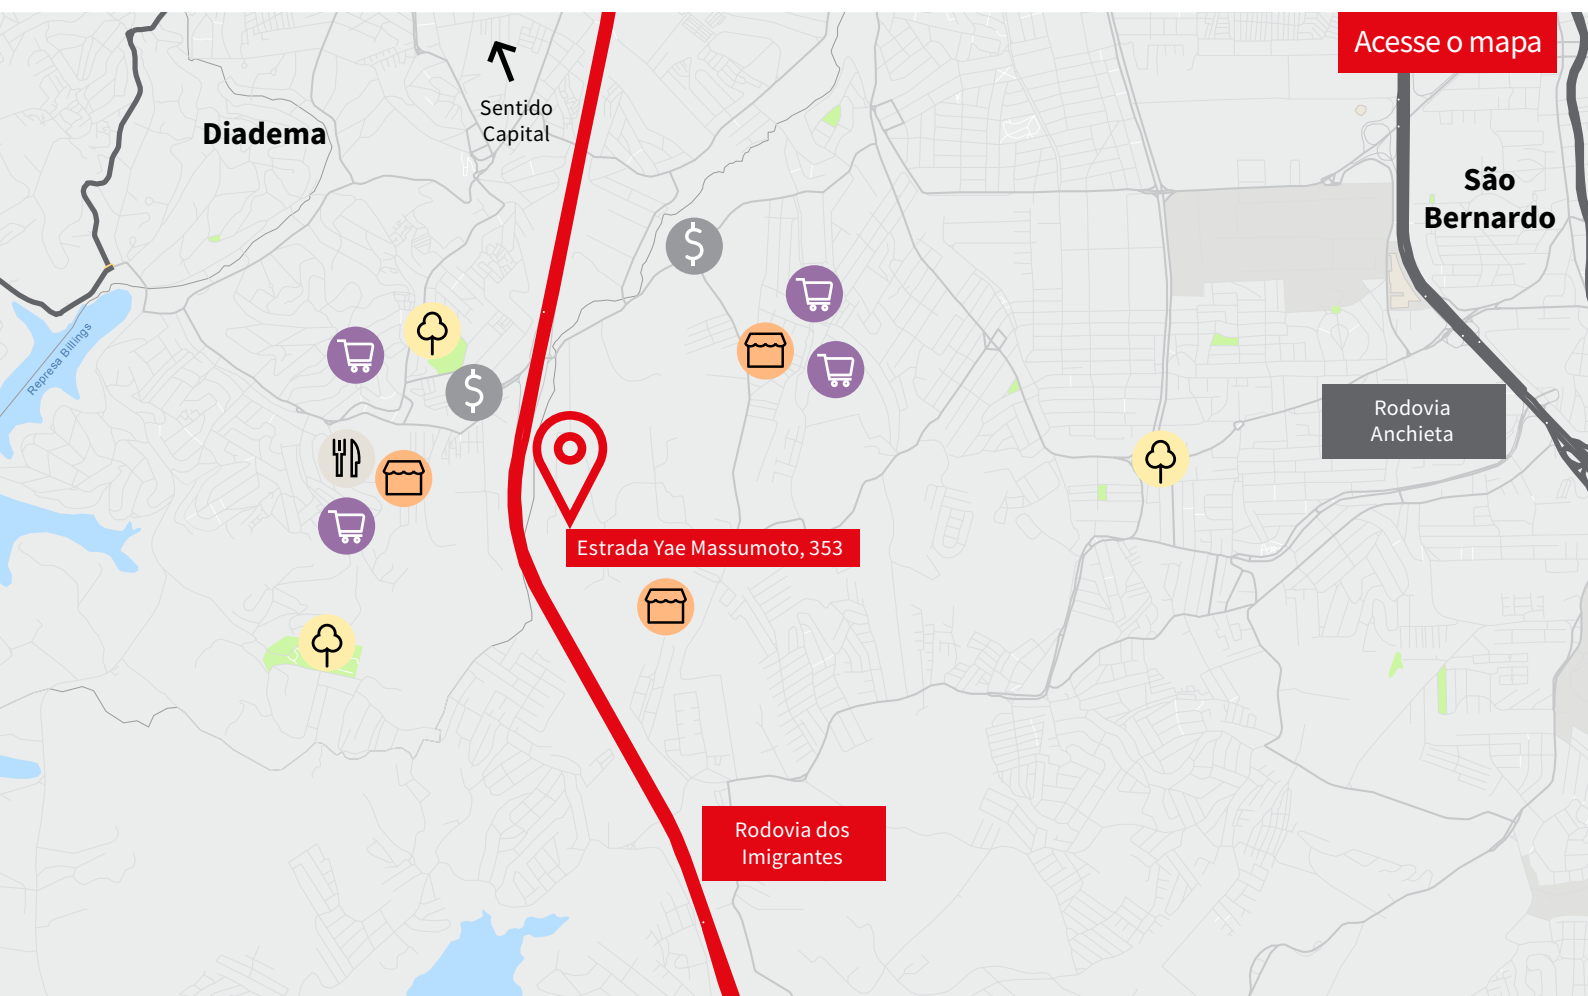 Acesse o mapa
Sentido
Capital
Diadema
São
Bernardo
Represa Billings
$
$
Rodovia
Anchieta
Estrada Yae Massumoto, 353
Rodovia dos
Imigrantes